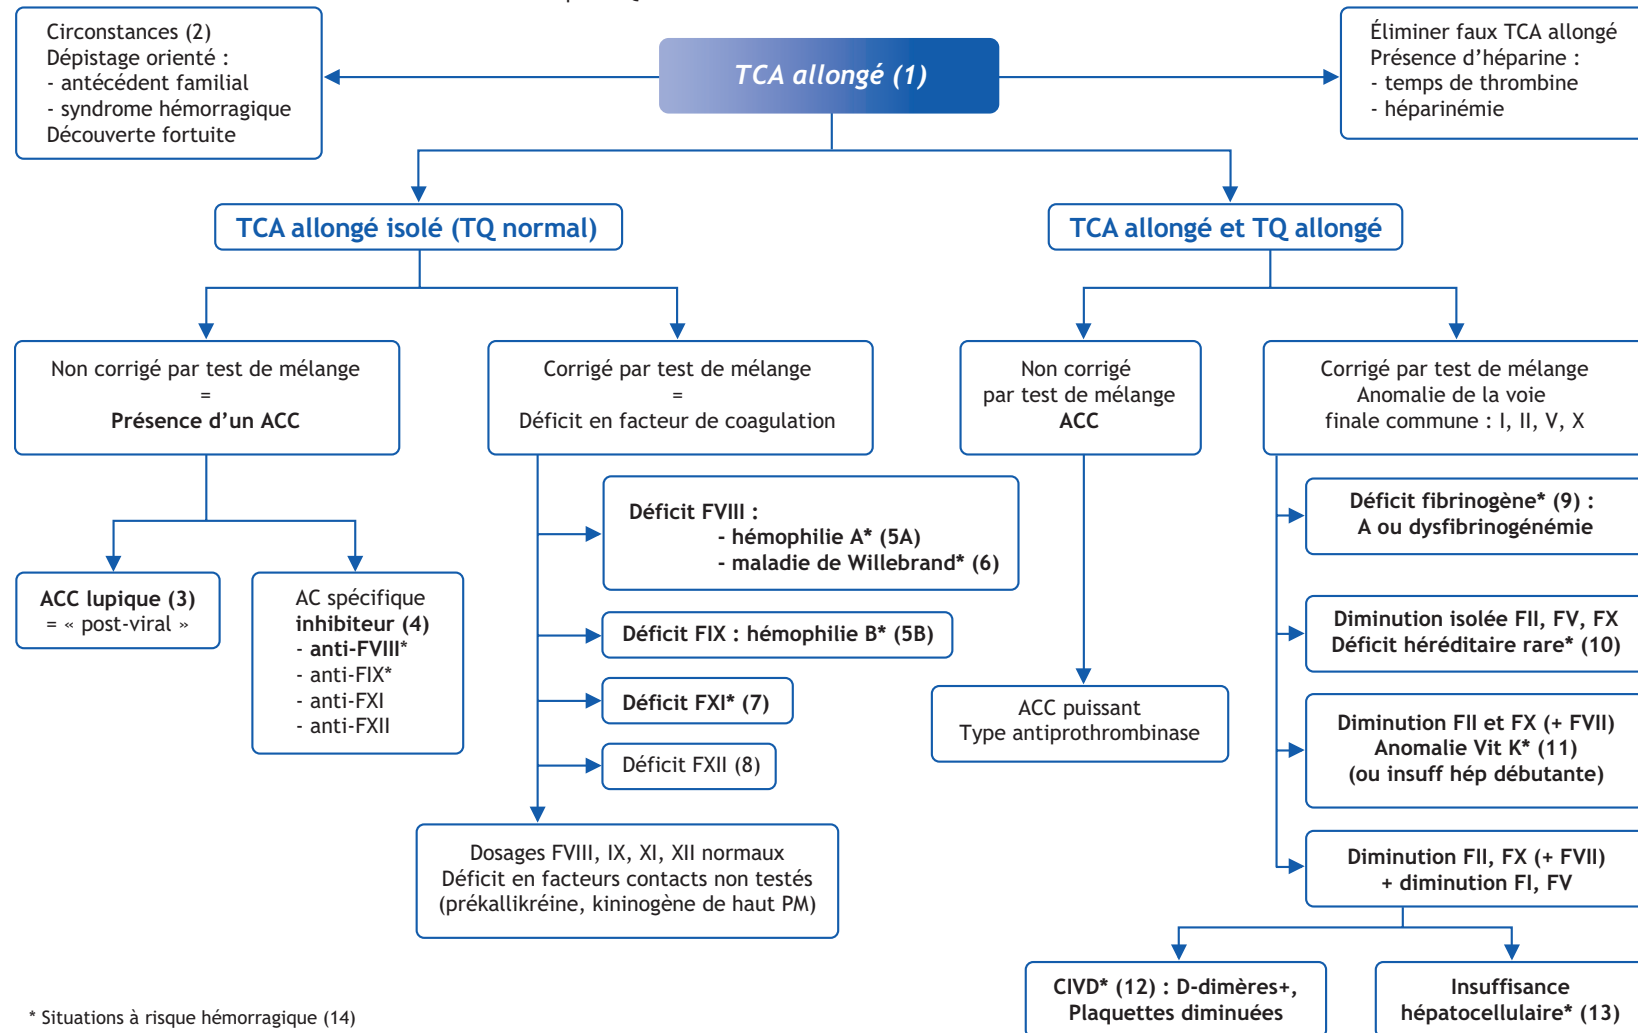 Circonstances (2)
Dépistage orienté :
- antécédent familial
- syndrome hémorragique
Découverte fortuite
TCA allongé (1)
Éliminer faux TCA allongé
Présence d'héparine :
- temps de thrombine
- héparinémie
TCA allongé isolé (TQ normal)
TCA allongé et TQ allongé
Non corrigé par test de mélange
=
Présence d'un ACC
Corrigé par test de mélange
=
Déficit en facteur de coagulation
Non corrigé
par test de mélange
ACC
Corrigé par test de mélange
Anomalie de la voie
finale commune : I, II, V, X
ACC lupique (3)
= « post-viral »
AC spécifique
inhibiteur (4)
- anti-FVIII*
- anti-FIX*
- anti-FXI
- anti-FXII
Déficit FVIII :
- hémophilie A* (5A)
- maladie de Willebrand* (6)
Déficit FIX : hémophilie B* (5B)
Déficit FXI* (7)
Déficit FXII (8)
Dosages FVIII, IX, XI, XII normaux
Déficit en facteurs contacts non testés
(prékallikréine, kininogène de haut PM)
ACC puissant
Type antiprothrombinase
Déficit fibrinogène* (9) :
A ou dysfibrinogénémie
Diminution isolée FII, FV, FX
Déficit héréditaire rare* (10)
Diminution FII et FX (+ FVII)
Anomalie Vit K* (11)
(ou insuff hép débutante)
Diminution FII, FX (+ FVII)
+ diminution FI, FV
CIVD* (12) : D-dimères+,
Plaquettes diminuées
Insuffisance
hépatocellulaire* (13)
* Situations à risque hémorragique (14)